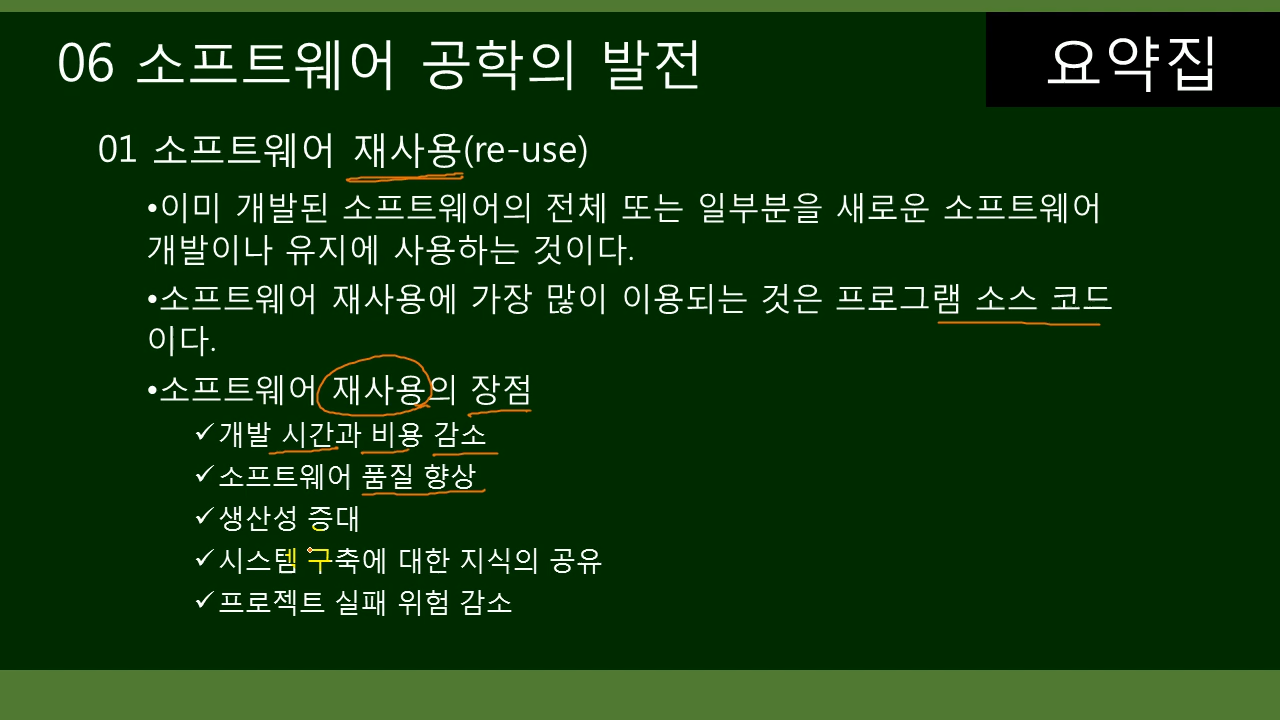 06 소프트웨어 공학의 발전
요약집
01 소프트웨어 재사용(re-use)
•이미 개발된 소프트웨어의 전체 또는 일부분을 새로운 소프트웨어
개발이나 유지에 사용하는 것이다.
•소프트웨어 재사용에 가장 많이 이용되는 것은 프로그램 소스 코드
이다.
•소프트웨어 재사용의 장점
✓개발 시간과 비용 감소
✓소프트웨어 품질 향상
✓생산성 증대
✓시스템 구축에 대한 지식의 공유
✓프로젝트 실패 위험 감소